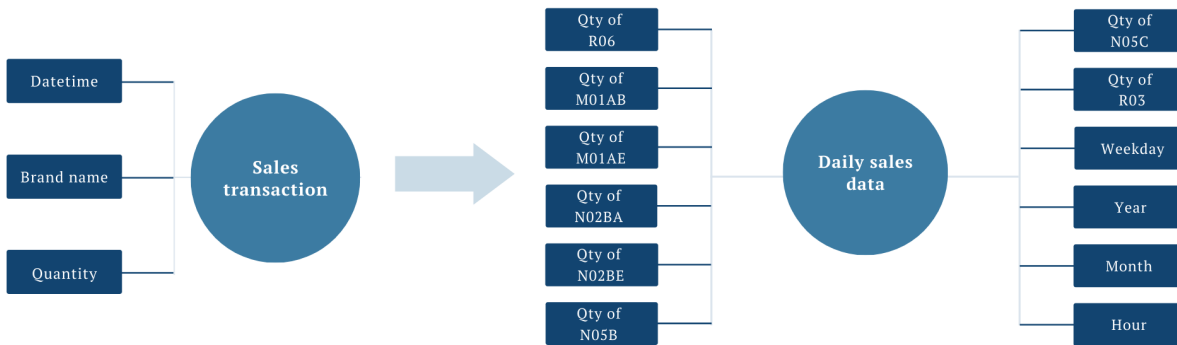 Datetime
Brand name
Quantity
Sales
transaction
Qty of
R06
Qty of
M01AB
Qty of
M01AE
Qty of
N02BA
Qty of
N02BE
Qty of
N05B
Daily sales
data
Qty of
N05C
Qty of
R03
Weekday
Year
Month
Hour